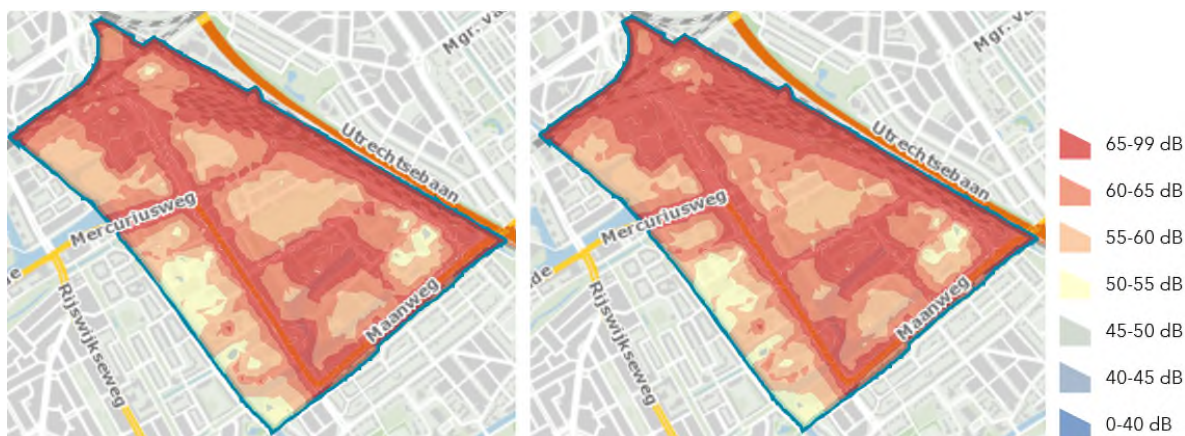 Mgr. va
Utrechtsebaan
Mercuriusweg
de
Rijswijkseweg
Maanweg
Mgr. va
Utrechtsebaan
Mercuriusweg
de
Rijswijkseweg
Maanweg
65-99 dB
60-65 dB
55-60 dB
50-55 dB
45-50 dB
40-45 dB
0-40 dB